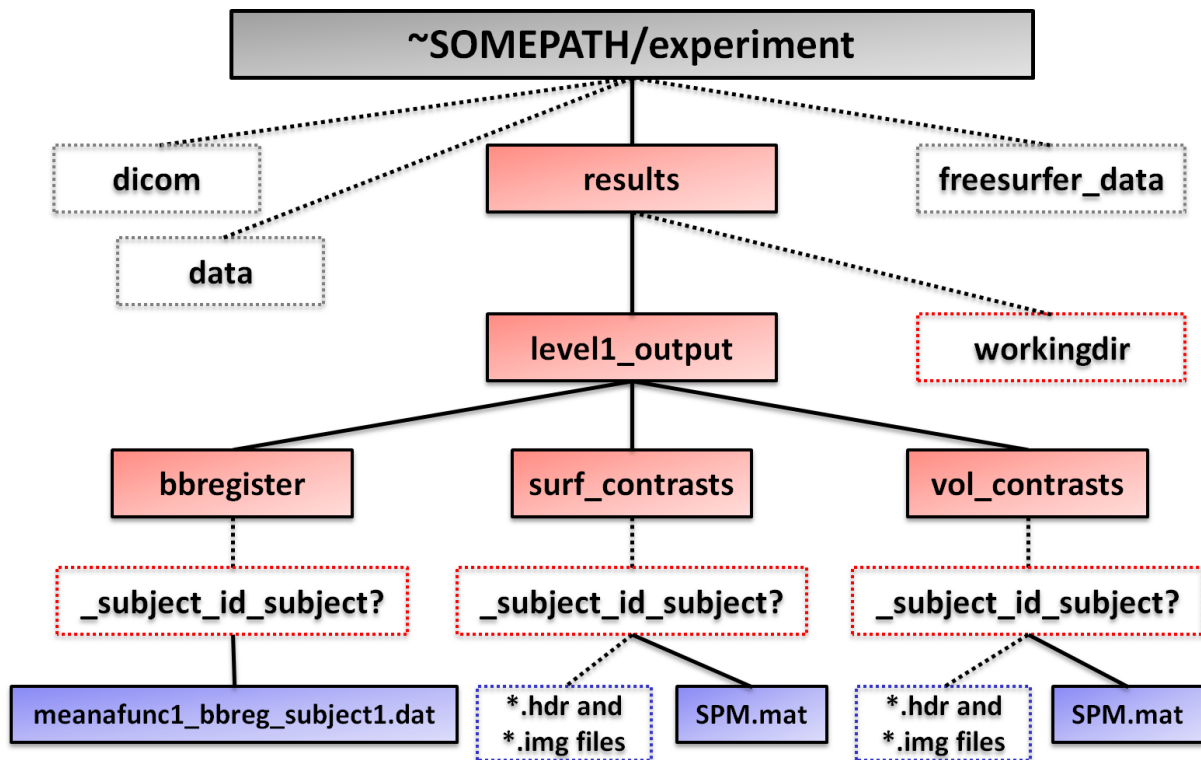 ~SOMEPATH/experiment
dicom
results
freesurfer_data
data
level1_output
workingdir
bbregister
surf_contrasts
vol_contrasts
_subject_id_subject?
_subject_id_subject?
_subject_id_subject?
meanafunc1_bbreg_subject1.dat
*.hdr and
*.img files
SPM.mat
*.hdr and
*.img files
SPM.mat